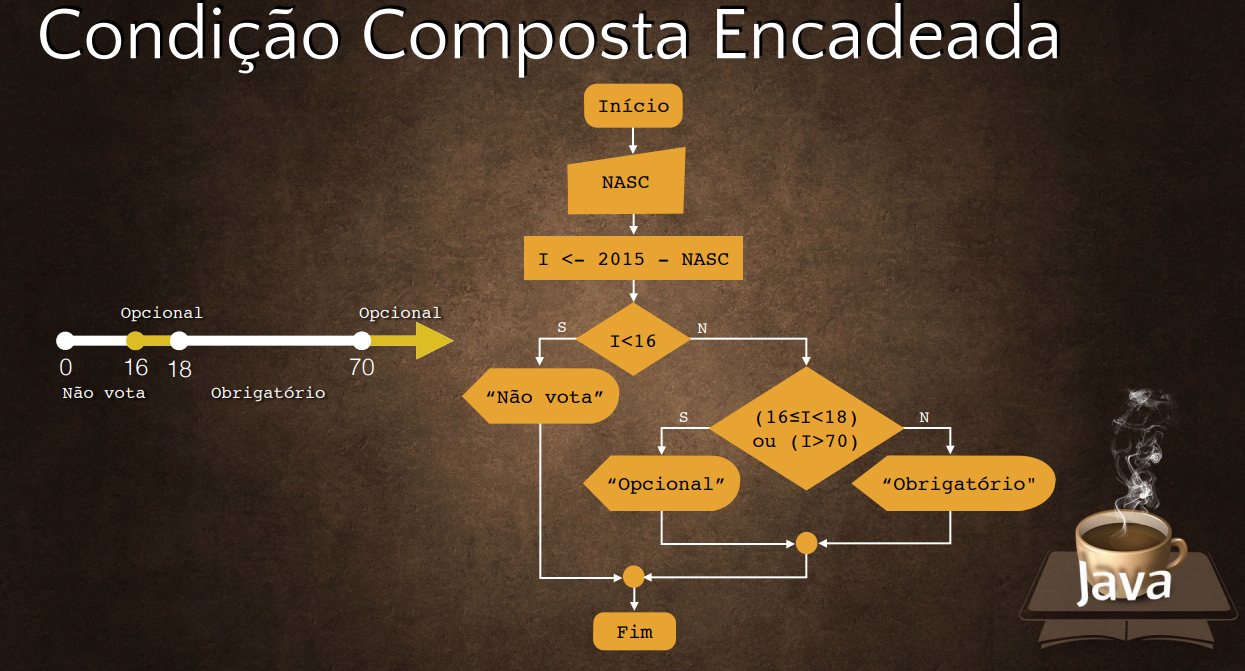 Condição Composta Encadeada
Início
NASC
I <- 2015 - NASC
I<16
S
N
“Não vota”
(16≤I<18)
ou (I>70)
S
N
“Opcional”
“Obrigatório"
Fim
Opcional
Opcional
0
16
18
70
Não vota
Obrigatório
Java